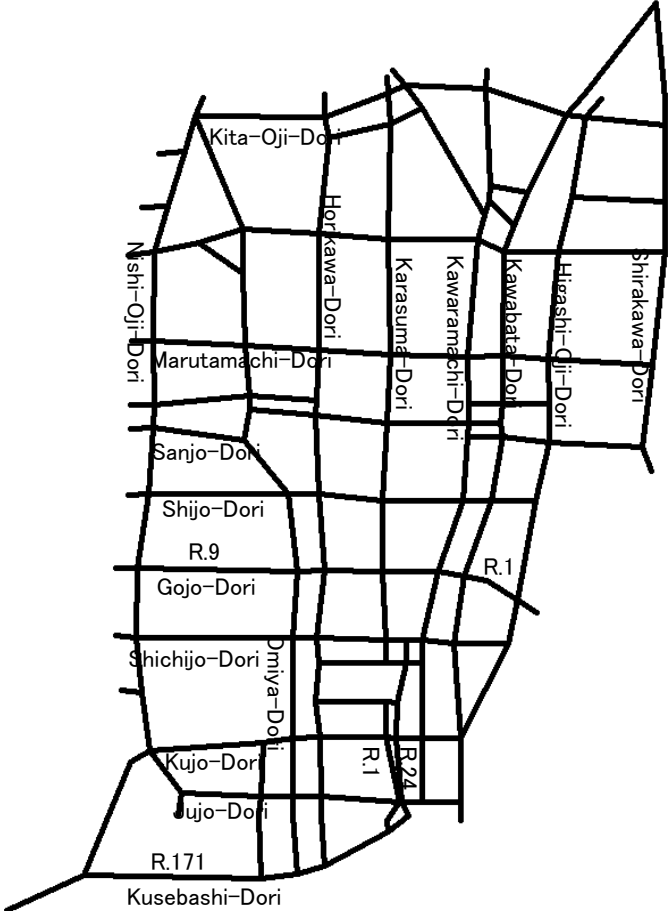 Kita-Oji-Dori
Horikawa-Dori
Nishi-Oji-Dori
Karasuma-Dori
Kawaramachi-Dori
Kawabata-Dori
Higashi-Oji-Dori
Shirakawa-Dori
Marutamachi-Dori
Sanjo-Dori
Shijo-Dori
R.9
Gojo-Dori
R.1
Shichijo-Dori
Omiya-Dori
Kujo-Dori
R.1
R.24
Jujo-Dori
R.171
Kusebashi-Dori